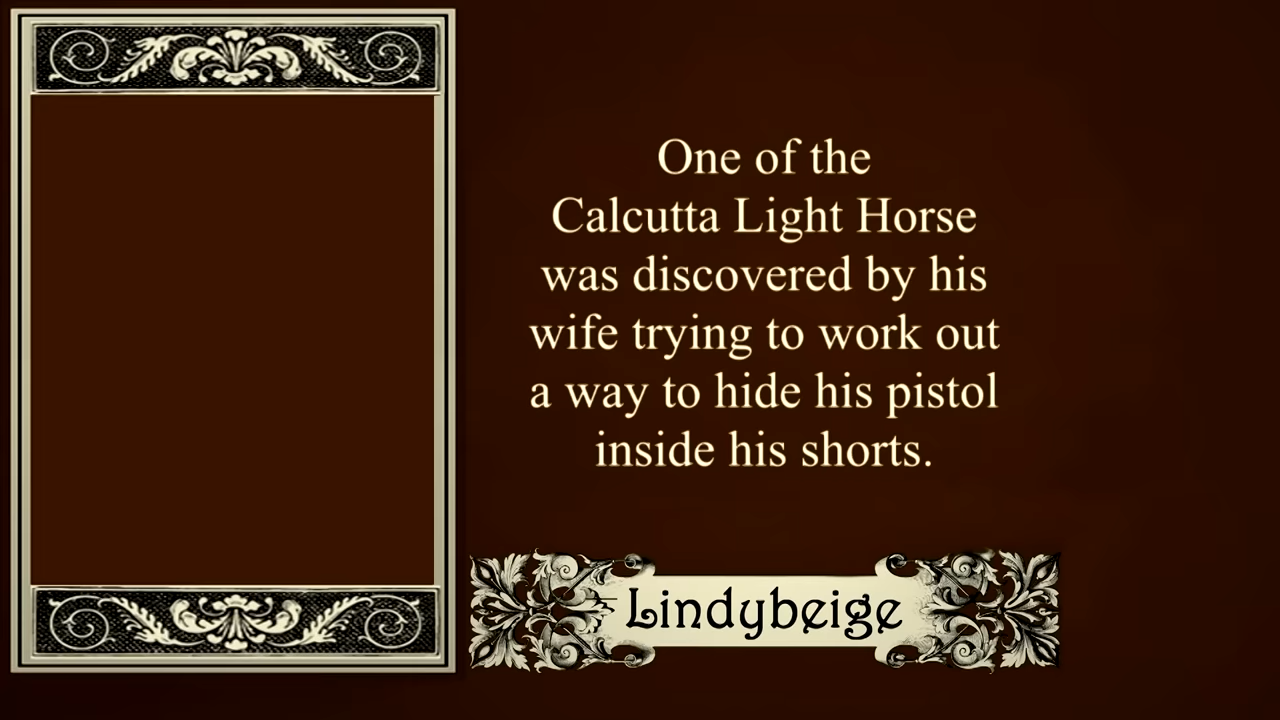 One of the
Calcutta Light Horse
was discovered by his
wife trying to work out
a way to hide his pistol
inside his shorts.
Lindybeige